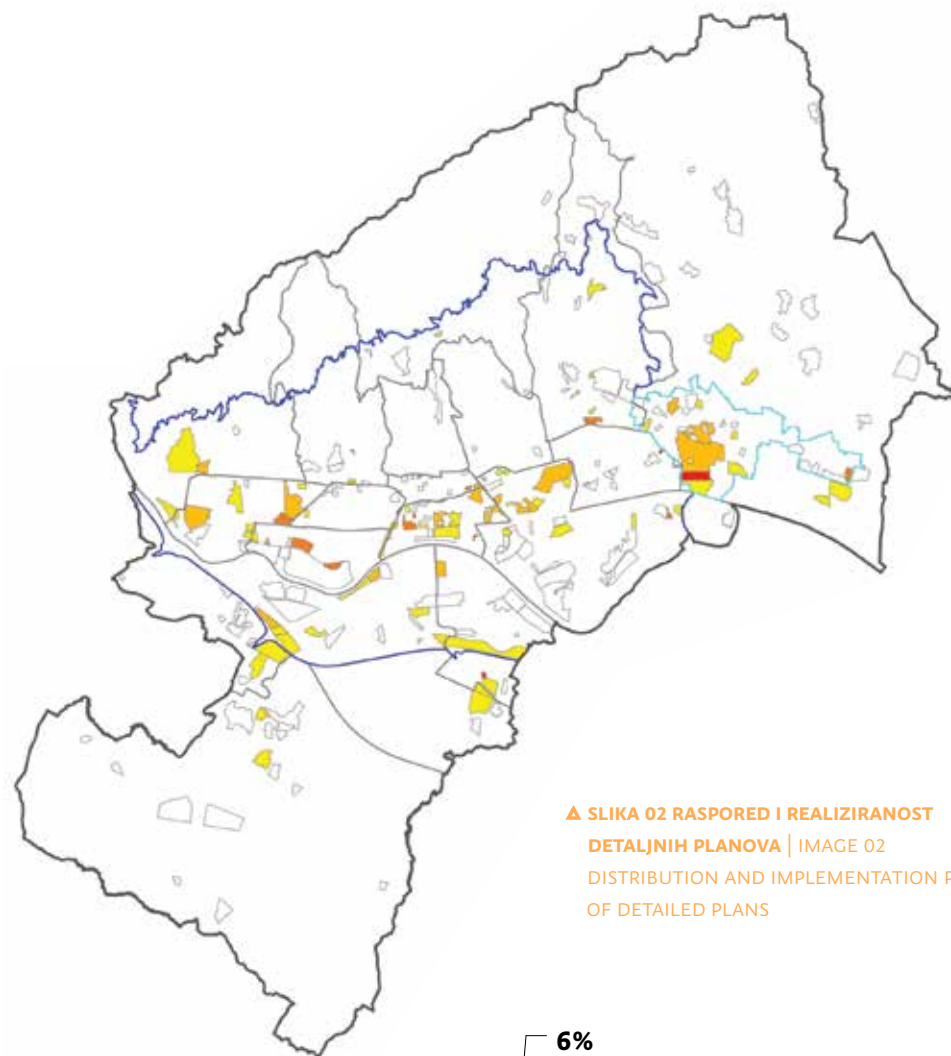 SLIKA 02 RASPORED I REALIZIRANOST
DETALJNIH PLANOVA | IMAGE 02
DISTRIBUTION AND IMPLEMENTATION P
OF DETAILED PLANS
6%